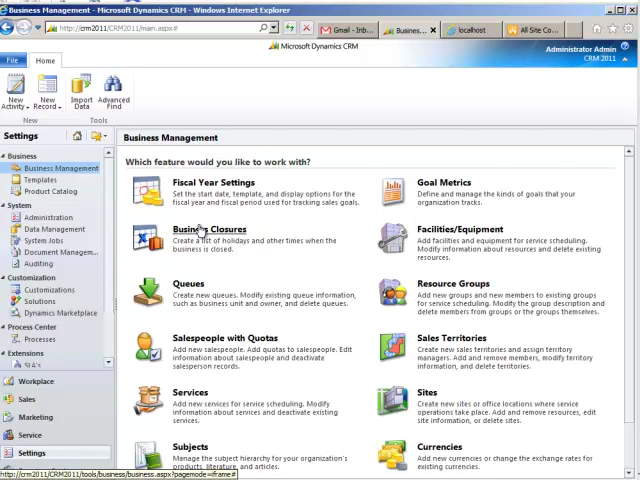 Business Management - Microsoft Dynamics CRM - Windows Internet Explorer
http://crm2011/CRM2011/main.aspx#
Gmail - Inb...
Busines...
localhost
All Site Co...
Microsoft Dynamics CRM
File
Home
Administrator Admin
CRM 2011
New Activity
New Record
Import Data
Advanced Find
New
Tools
Settings
Business
Business Management
Templates
Product Catalog
System
Administration
Data Management
System Jobs
Document Managem...
Auditing
Customization
Customizations
Solutions
Dynamics Marketplace
Process Center
Processes
Extensions
SLA's
Workplace
Sales
Marketing
Service
Settings
Business Management
Which feature would you like to work with?
Fiscal Year Settings
Set the start date, template, and display options for the
fiscal year and fiscal period used for tracking sales goals.
Goal Metrics
Define and manage the kinds of goals that your
organization tracks.
Business Closures
Create a list of holidays and other times when the
business is closed.
Facilities/Equipment
Add facilities and equipment for service scheduling.
Modify information about resources and delete existing
resources.
Queues
Create new queues. Modify existing queue information,
such as business unit and owner, and delete queues.
Resource Groups
Add new groups and new members to existing groups
for service scheduling. Modify the group description and
delete members from groups or the groups themselves.
Salespeople with Quotas
Add new salespeople. Add quotas to salespeople. Edit
information about salespeople and deactivate
salesperson records.
Sales Territories
Create new sales territories and assign territory
managers. Add and remove members, modify territory
information, and delete territories.
Services
Add new services for service scheduling. Modify
information about services and deactivate existing
services.
Sites
Create new sites or office locations where service
operations take place. Add and remove resources, edit
site information, or delete sites.
Subjects
Manage the subject hierarchy for your organization's
products, literature, and articles.
Currencies
Add new currencies or change the exchange rates for
existing currencies.
http://crm2011/CRM2011/tools/business/business.aspx?pagemode=iframe#